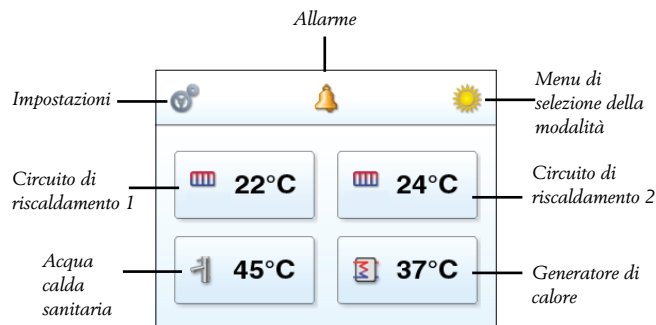 Allarme
Impostazioni
Menu di
selezione della
modalità
Circuito di
riscaldamento 1
22°C
24°C
Circuito di
riscaldamento 2
Acqua
calda
sanitaria
45°C
37°C
Generatore di
calore